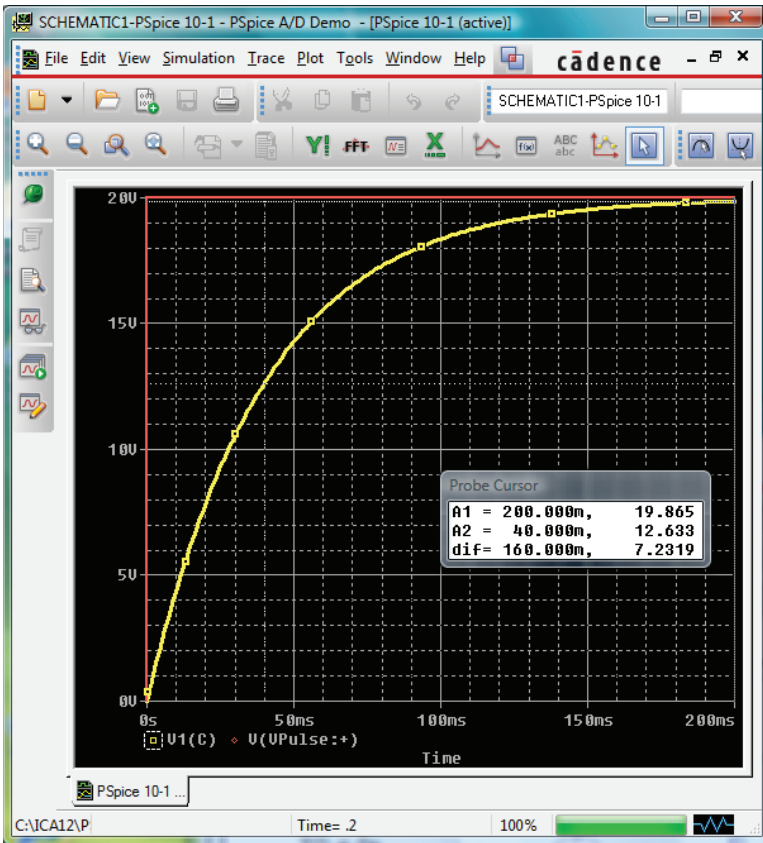 SCHEMATIC1-PSpice 10-1 - PSpice A/D Demo - [PSpice 10-1 (active)]
File Edit View Simulation Trace Plot Tools Window Help cādence
SCHEMATIC1-PSpice 10-1
FFT ABC
abc
20V
15V
10V
5V
0V
Probe Cursor
A1 = 200.000m, 19.865
A2 = 40.000m, 12.633
dif= 160.000m, 7.2319
0s 50ms 100ms 150ms 200ms
V1(C) V(VPulse:+)
Time
PSpice 10-1 ...
C:\ICA12\P Time= .2 100%